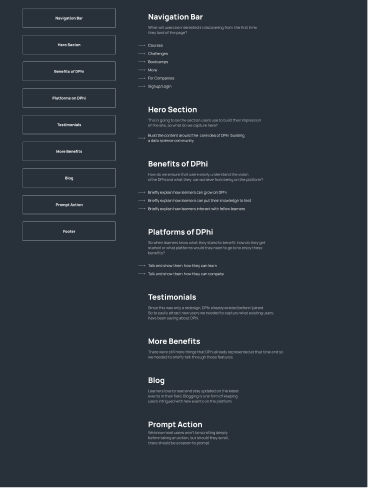 Navigation Bar
Hero Section
Benefits of DPhi
Platforms on DPhi
Testimonials
More Benefits
Blog
Prompt Action
Footer
Navigation Bar
What will users on the website's
from the first time
they land of the page?
Courses
Challenges
Bootcamps
More
For Companies
Signup/Login
Hero Section
This is going to be the section users use to built their impression
of the site, so what do we capture here?
Build the content around the core idea of DPhi: building
a data science community.
Benefits of DPhi
How do we ensure that users
understand the vision
of DPhi and what they can
from being on the platform?
Briefly explain how learners can grow on DPhi
Briefly explain how learners can put their knowledge to test
Briefly explain how learners interact with fellow learners
Platforms of DPhi
So when learners know what they stand to benefit, how do they get
started or what platforms would they need to go to to enjoy these
benefits?
Talk and show them how they can learn
Talk and show them how they can compete
Testimonials
Since this was only a redesign, DPhi already existed before I joined.
So to easily attract new users we needed to capture what existing users
have been saying about DPhi.
More Benefits
There were still more things that DPhi already represented at that time and so
we needed to briefly talk through those features.
Blog
Learners love to read and stay updated on the latest
events in their field. Blogging is one form of keeping
users intrigued with new events on the platform.
Prompt Action
We know most users won't be scrolling deeply
before taking an action, but should they scroll,
there should be a reason to prompt